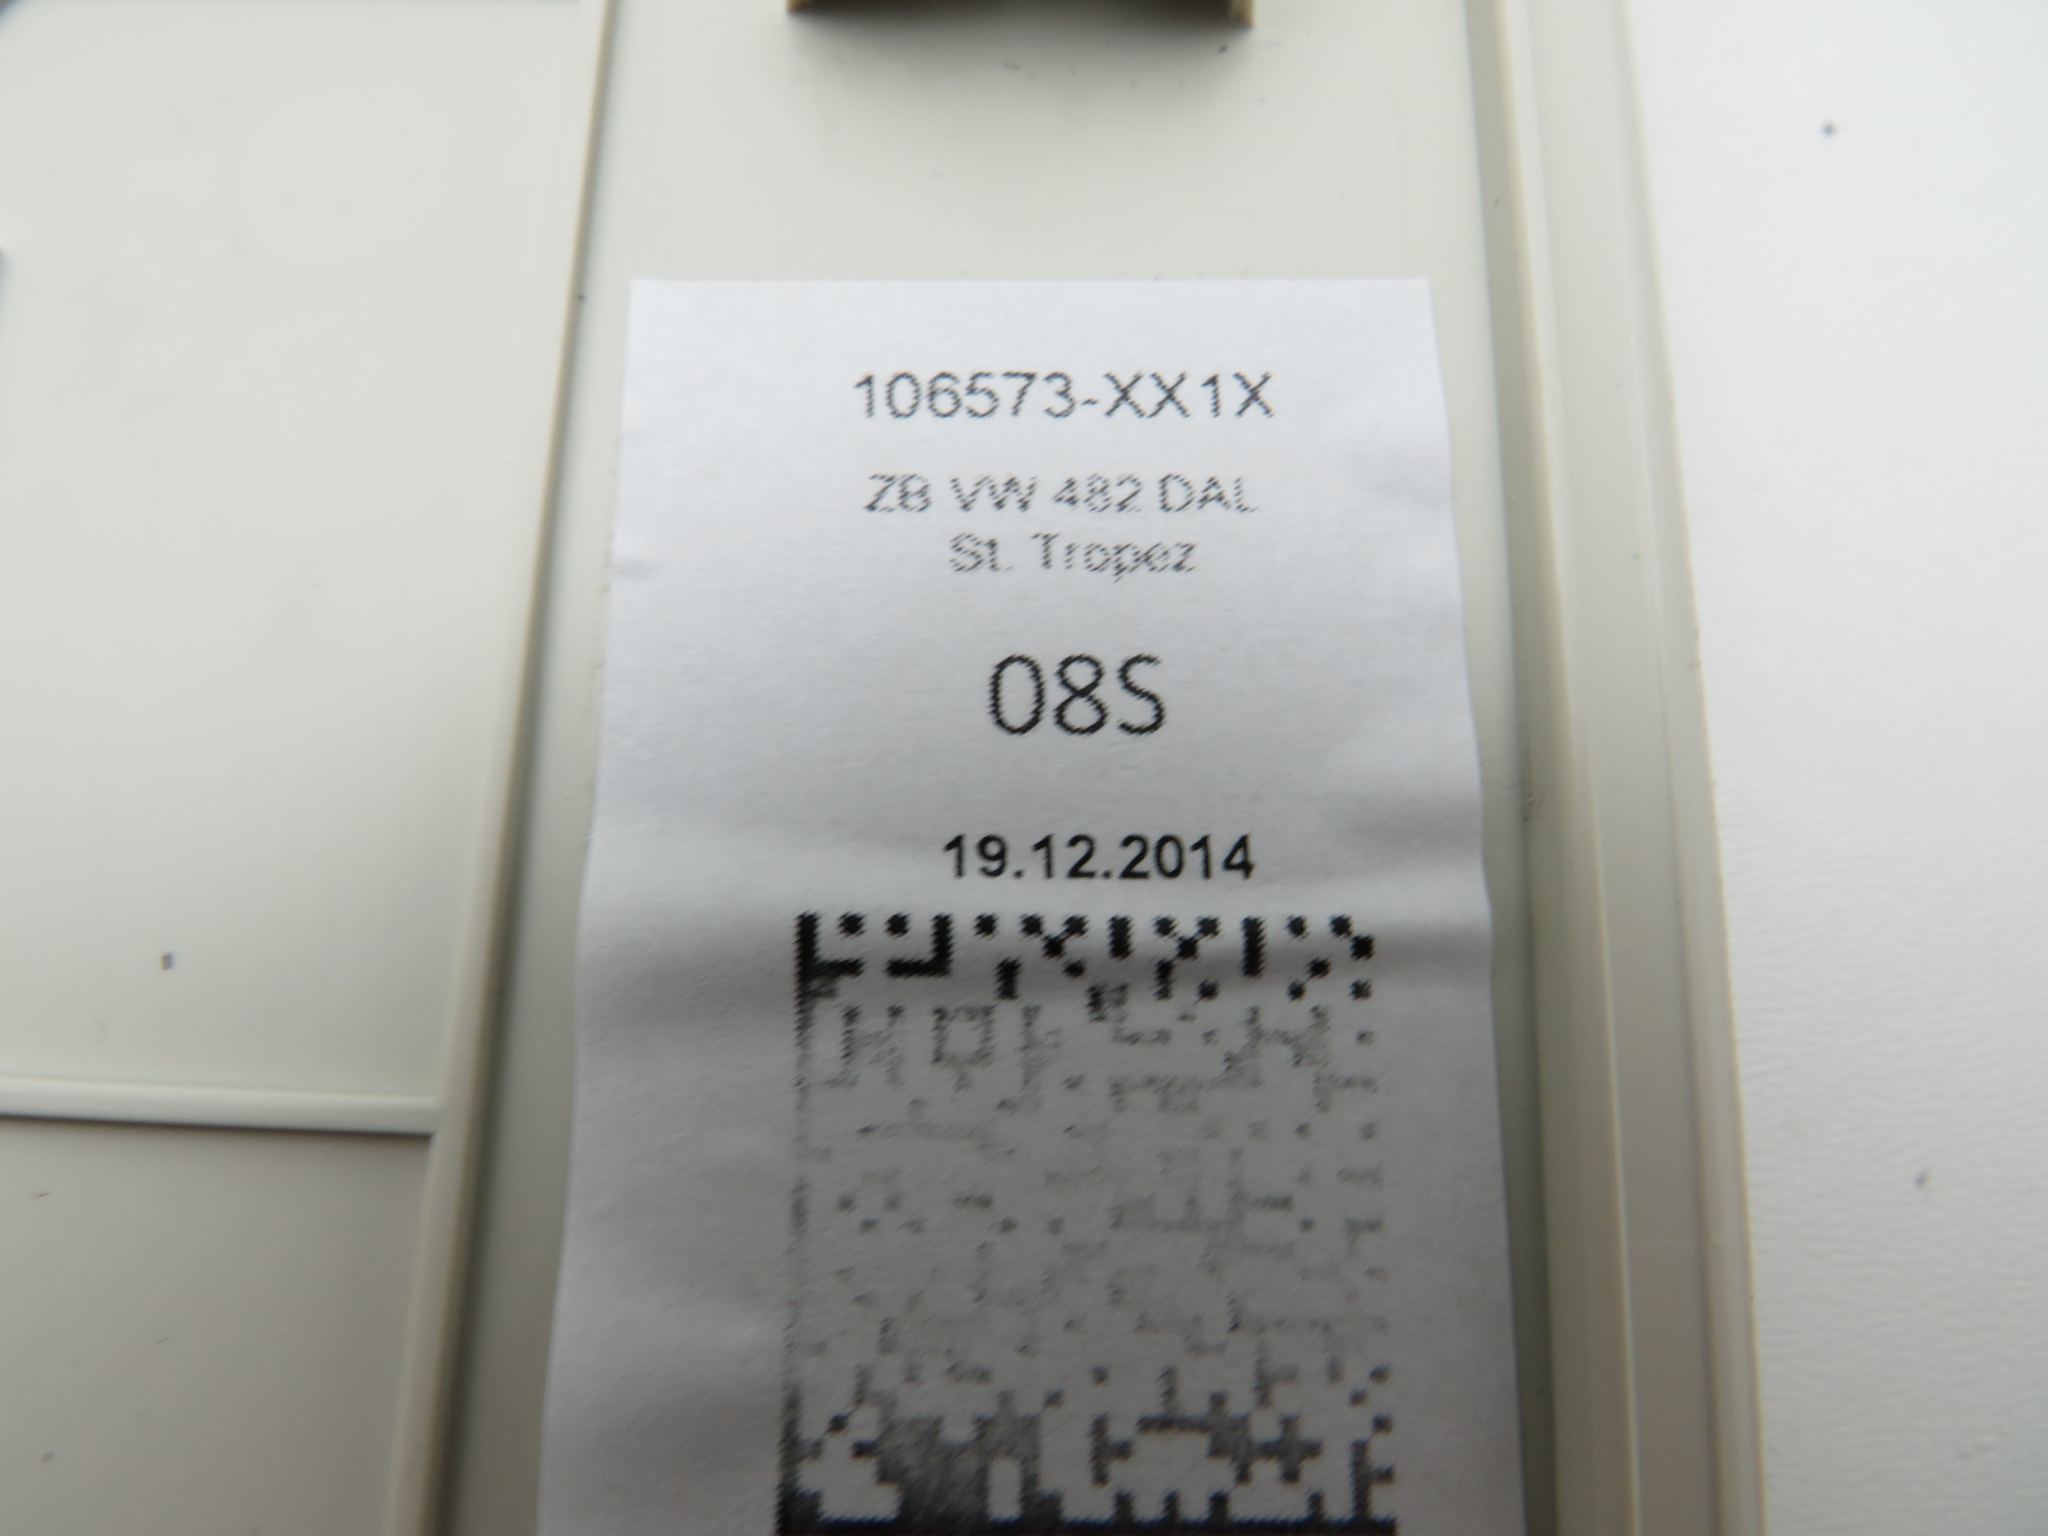 106573-XX1X
ZB VW 482 DAL
St. Tropez
08S
19.12.2014